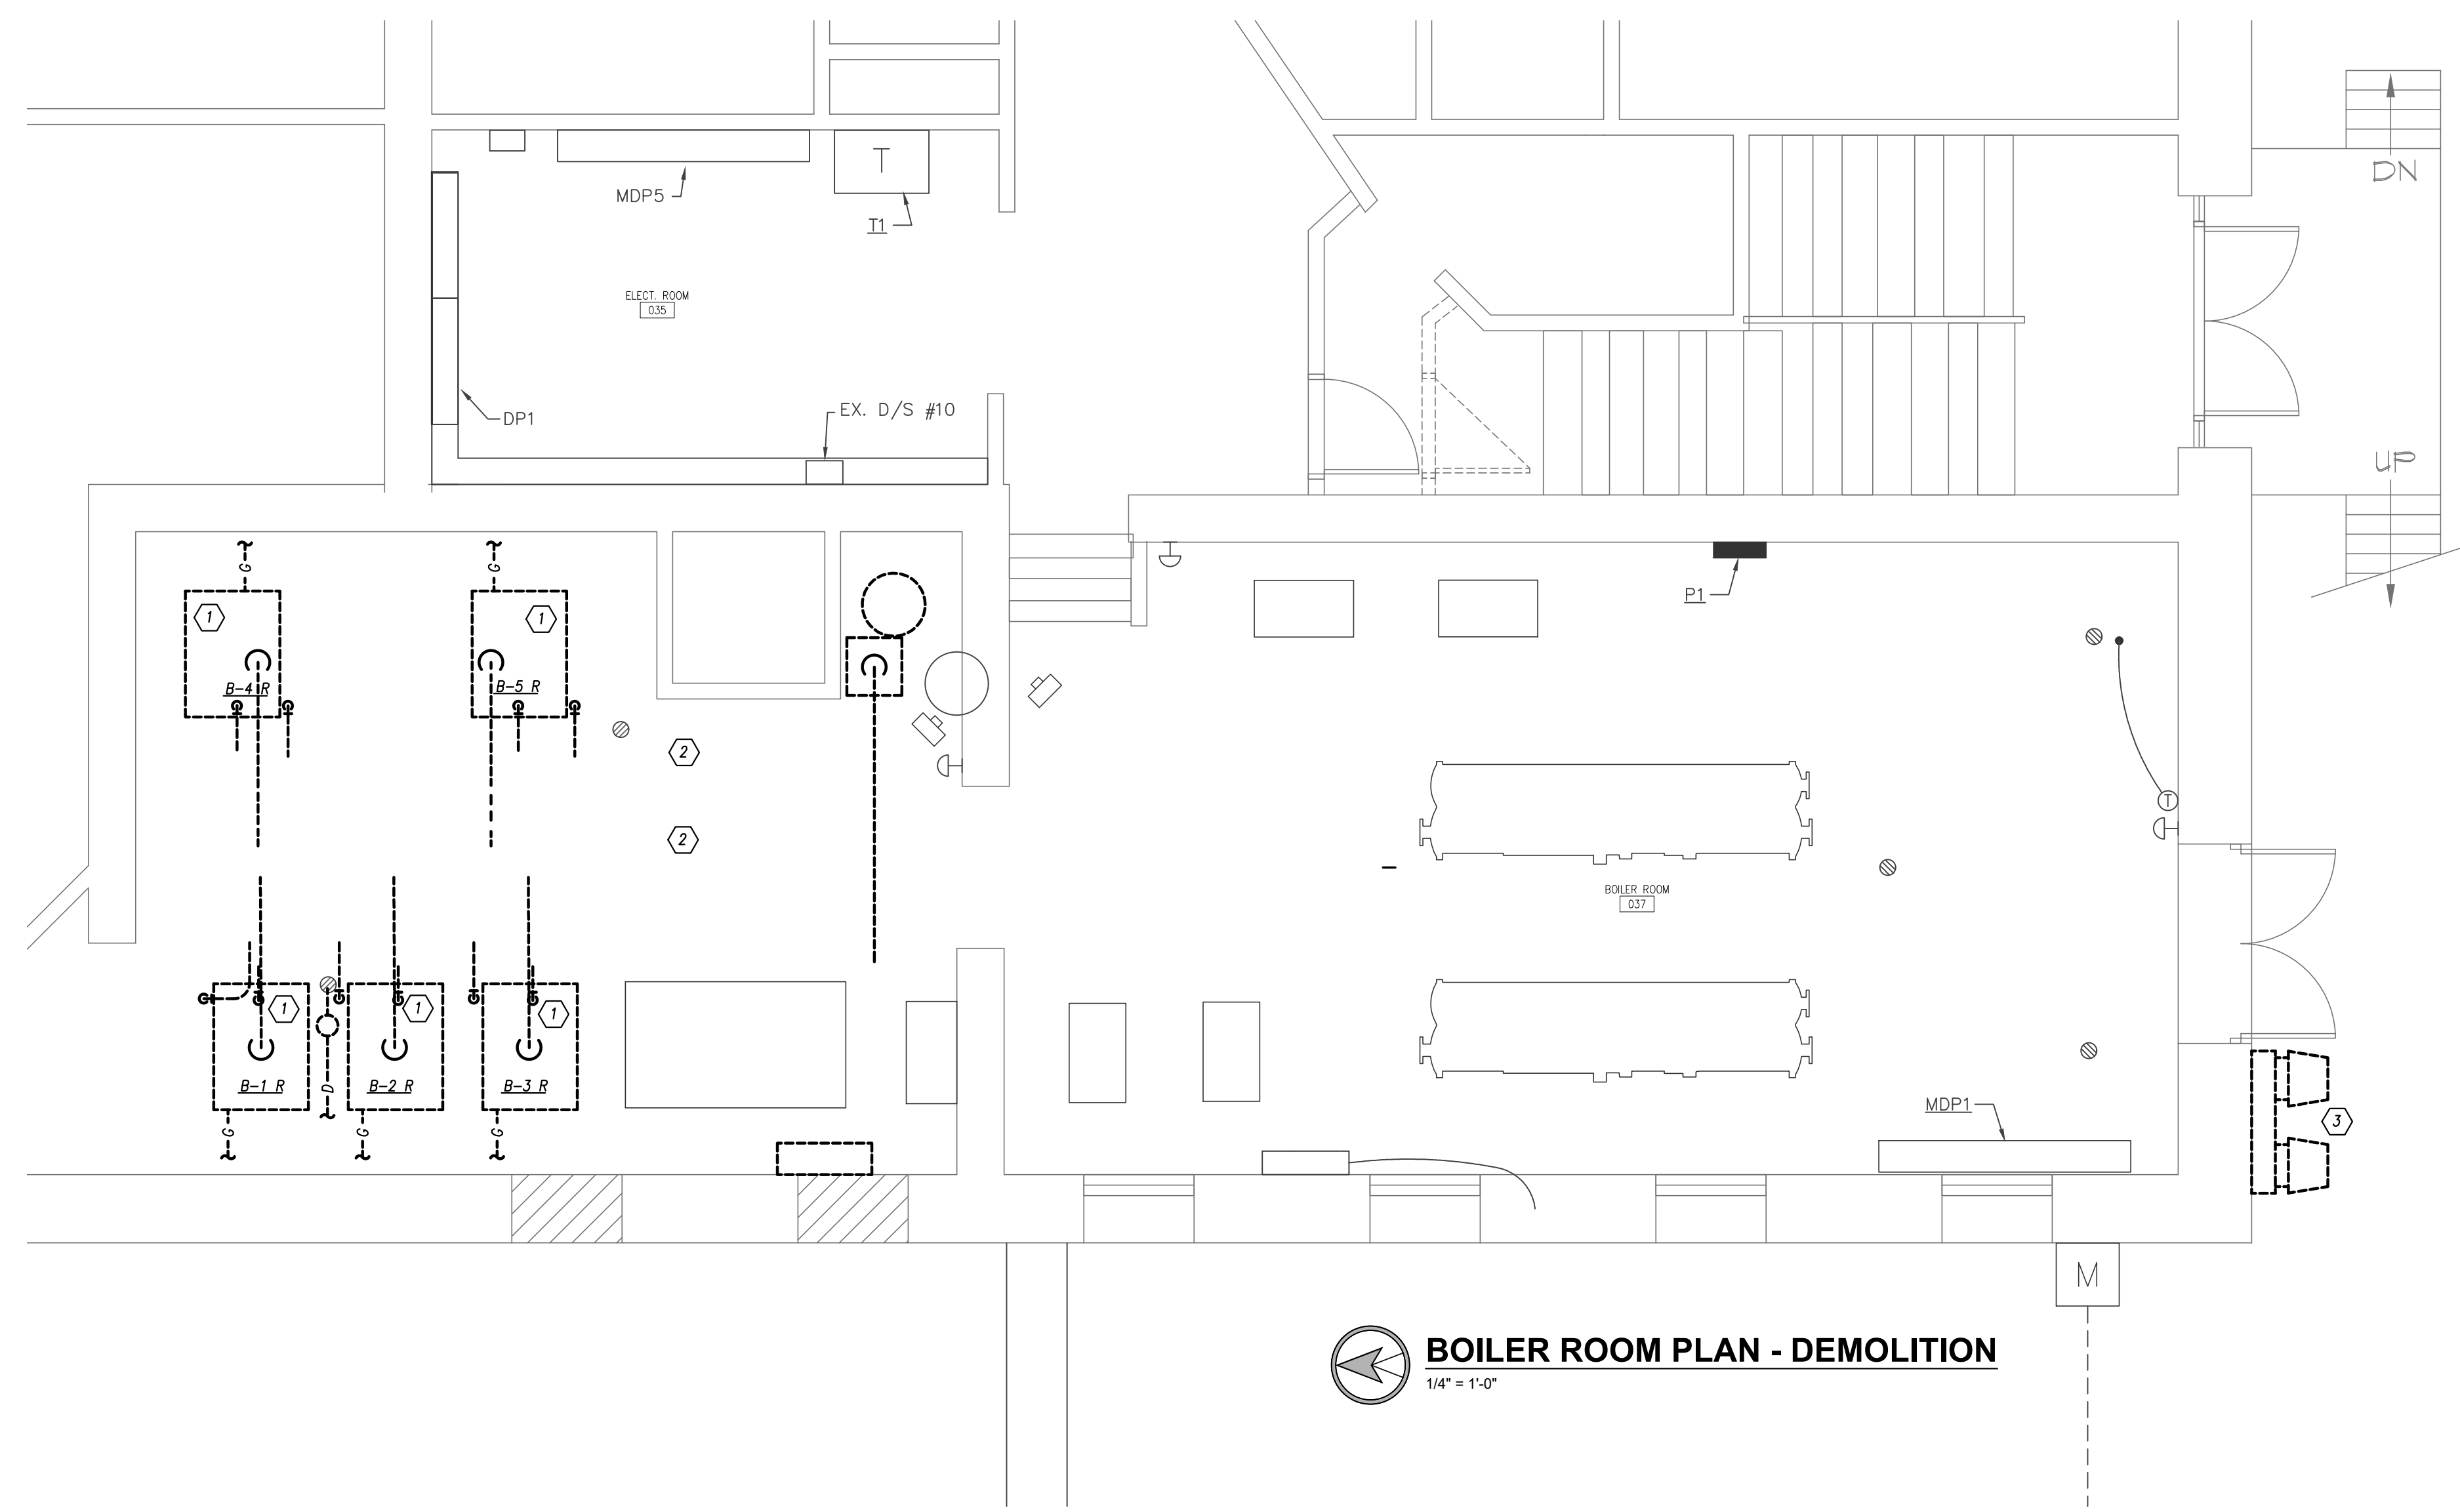 DN
T
MDP5
T1
ELECT. ROOM
035
EX. D/S #10
DP1
UP
G
G
1
1
P1
B-4 R
B-5 R
2
T
2
BOILER ROOM
037
1
1
1
B-1 R
D
B-2 R
B-3 R
MDP1
3
G
G
G
M
BOILER ROOM PLAN - DEMOLITION
1/4" = 1'-0"